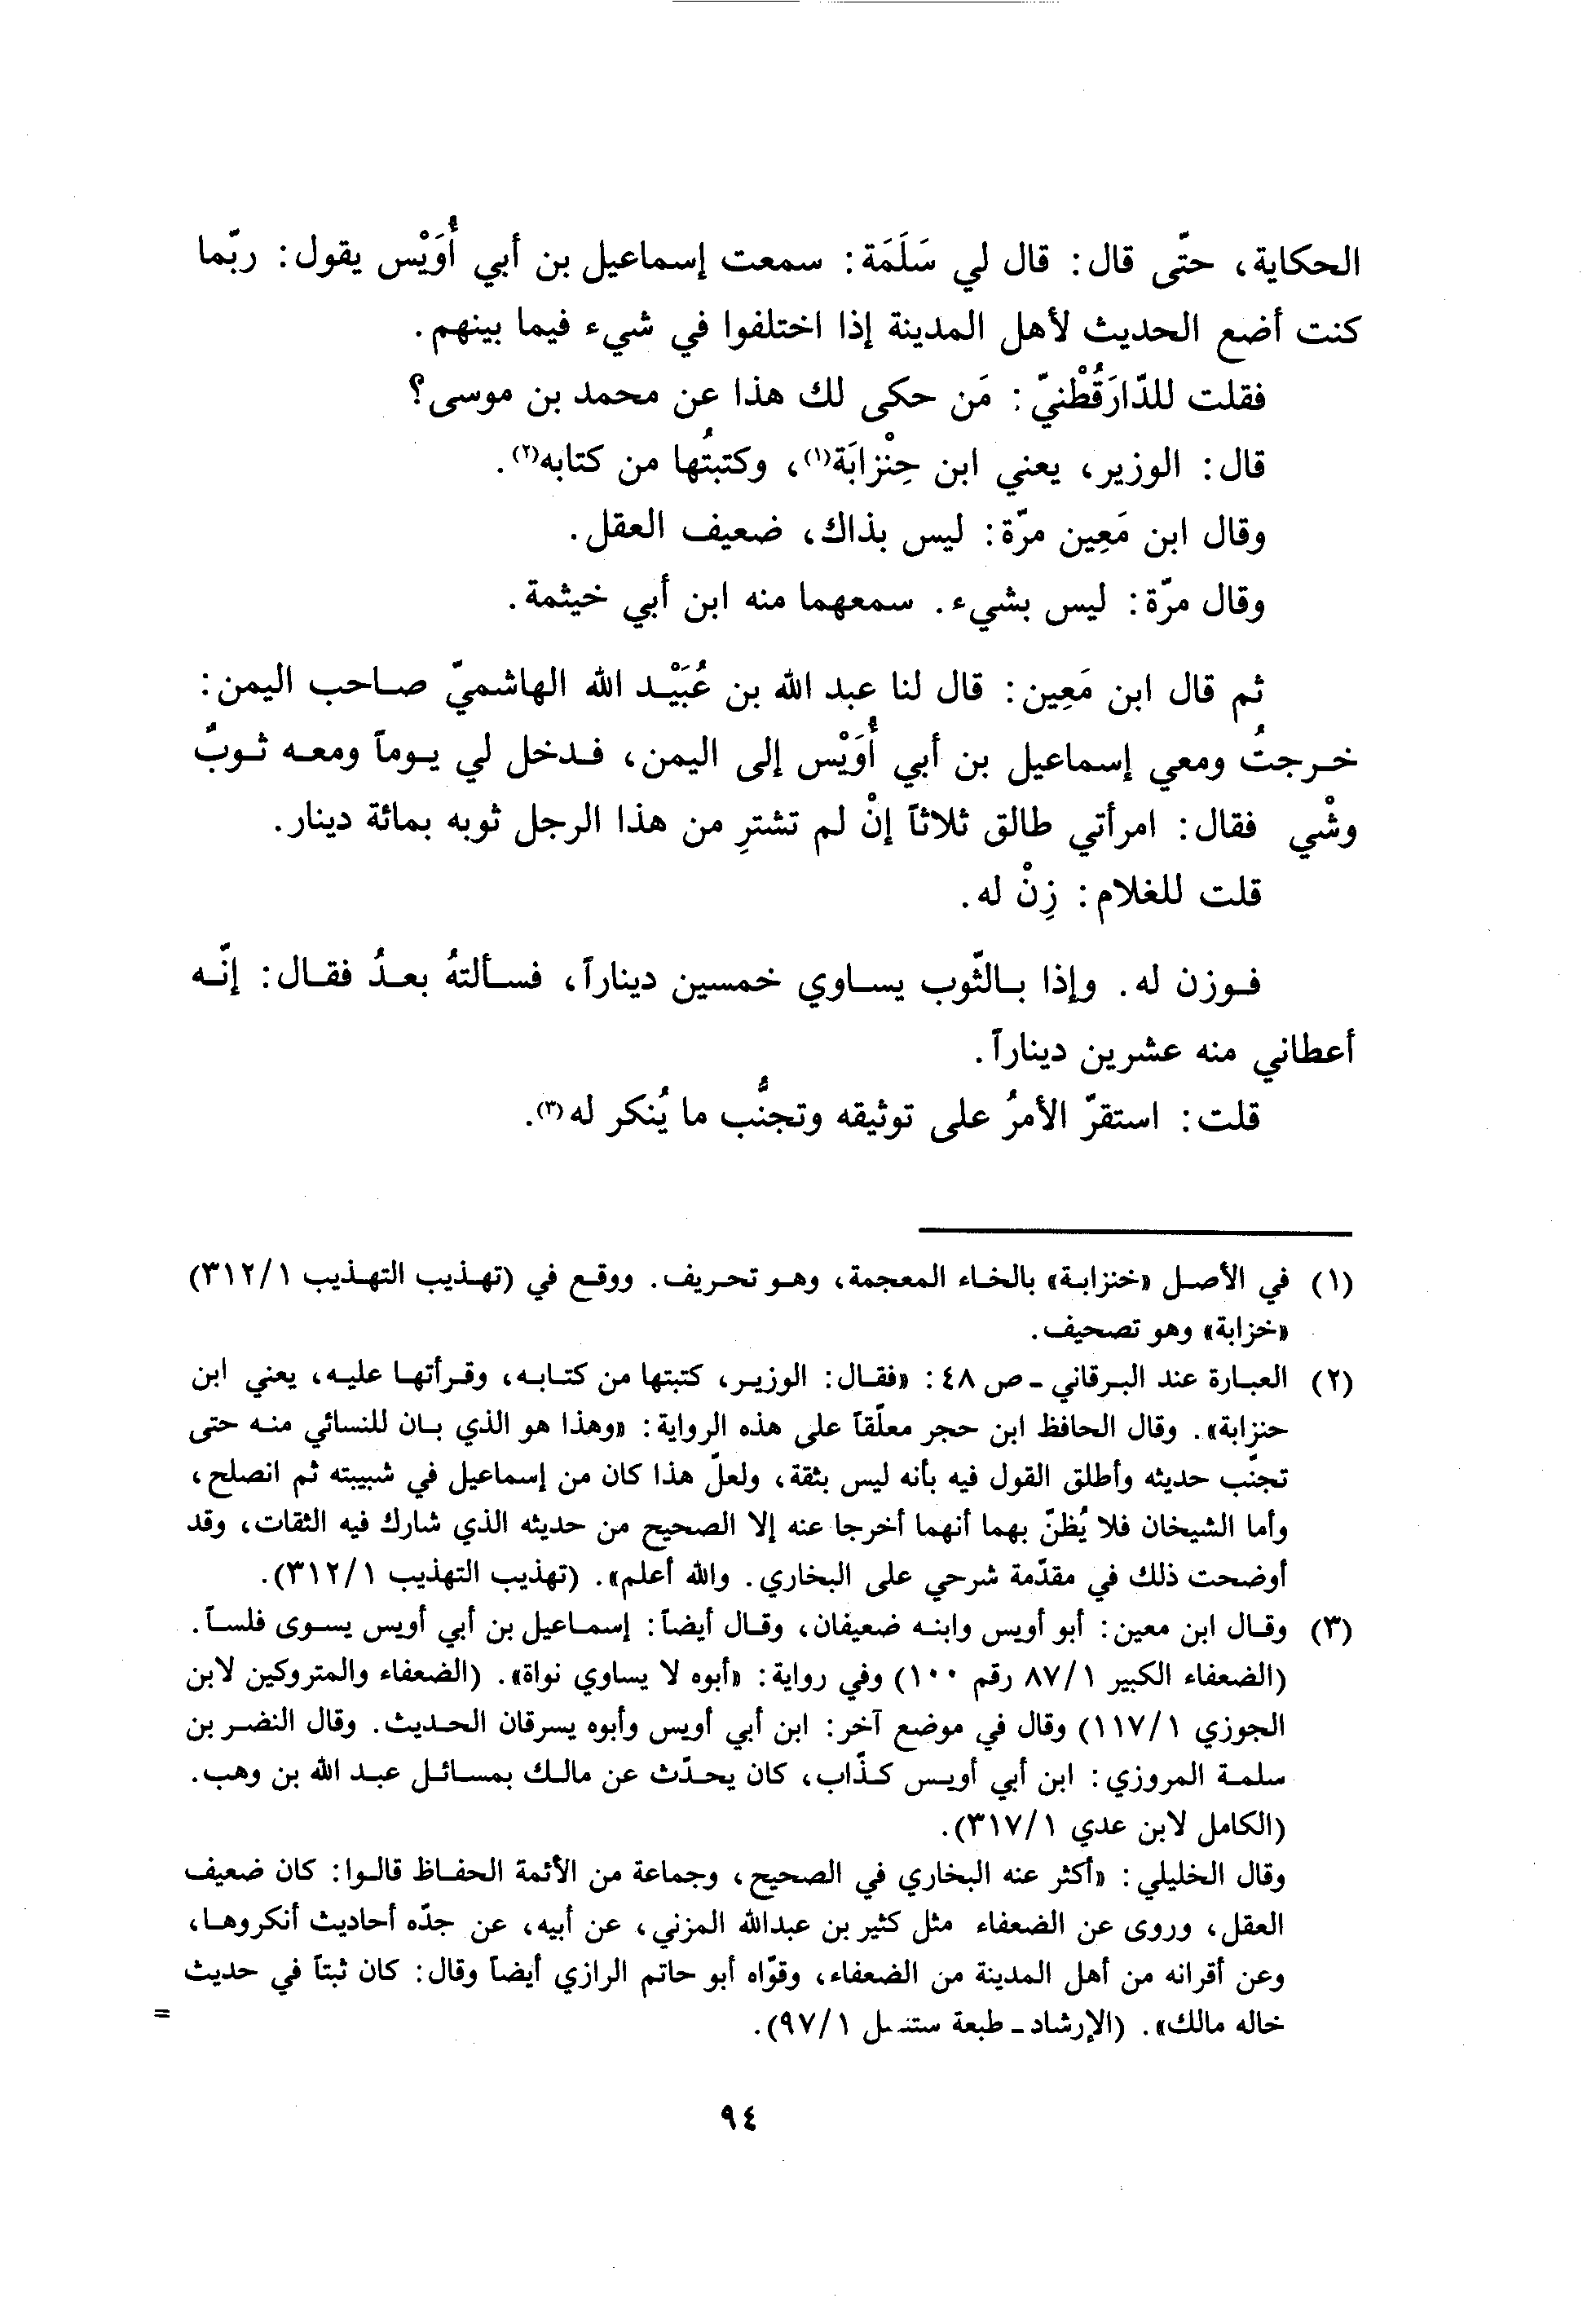 الحكاية، حتّى قال: قال لي سَلَمَة: سمعت إسماعيل بن أبي أُوَيْس يقول: ربّما
كنت أضع الحديث لأهل المدينة إذا اختلفوا في شيء فيما بينهم.
فقلت للدّارَقُطْنيّ: مَن حكى لك هذا عن محمد بن موسى؟
قال: الوزير، يعني ابن حِنْزابَة(١)، وكتبتُها من كتابه(٢).
وقال ابن مَعِين مرّة: ليس بذاك، ضعيف العقل.
وقال مرّة: ليس بشيء. سمعهما منه ابن أبي خيثمة.
ثم قال ابن مَعِين: قال لنا عبد الله بن عُبَيْد الله الهاشميّ صاحب اليمن:
خرجتُ ومعي إسماعيل بن أبي أُوَيْس إلى اليمن، فدخل لي يوماً ومعه ثوبُ
وشْي فقال: امرأتي طالق ثلاثاً إنْ لم تشترِ من هذا الرجل ثوبه بمائة دينار.
قلت للغلام: زِنْ له.
فوزن له. وإذا بالثّوب يساوي خمسين ديناراً، فسألتهُ بعدُ فقال: إنّه
أعطاني منه عشرين ديناراً.
قلت: استقرّ الأمرُ على توثيقه وتجنُّب ما يُنكر له(٣).
(١) في الأصل «خنزابة» بالخاء المعجمة، وهو تحريف. ووقع في (تهذيب التهذيب ٣١٢/١)
«خزابة» وهو تصحيف.
(٢) العبارة عند البرقاني ـ ص ٤٨: «فقال: الوزير، كتبتها من كتابه، وقرأتها عليه، يعني ابن
حنزابة». وقال الحافظ ابن حجر معلّقاً على هذه الرواية: «وهذا هو الذي بان للنسائي منه حتى
تجنّب حديثه وأطلق القول فيه بأنه ليس بثقة، ولعلّ هذا كان من إسماعيل في شبيبته ثم انصلح،
وأما الشيخان فلا يُظنّ بهما أنهما أخرجا عنه إلا الصحيح من حديثه الذي شارك فيه الثقات، وقد
أوضحت ذلك في مقدّمة شرحي على البخاري. والله أعلم». (تهذيب التهذيب ٣١٢/١).
(٣) وقال ابن معين: أبو أويس وابنه ضعيفان، وقال أيضاً: إسماعيل بن أبي أويس يسوى فلساً.
(الضعفاء الكبير ٨٧/١ رقم ١٠٠) وفي رواية: «أبوه لا يساوي نواة». (الضعفاء والمتروكين لابن
الجوزي ١١٧/١) وقال في موضع آخر: ابن أبي أويس وأبوه يسرقان الحديث. وقال النضر بن
سلمة المروزي: ابن أبي أويس كذّاب، كان يحدّث عن مالك بمسائل عبد الله بن وهب.
(الكامل لابن عدي ٣١٧/١).
وقال الخليلي: «أكثر عنه البخاري في الصحيح، وجماعة من الأئمة الحفاظ قالوا: كان ضعيف
العقل، وروى عن الضعفاء مثل كثير بن عبدالله المزني، عن أبيه، عن جدّه أحاديث أنكروها،
وعن أقرانه من أهل المدينة من الضعفاء، وقوّاه أبو حاتم الرازي أيضاً وقال: كان ثبتاً في حديث
خاله مالك». (الإرشاد ـ طبعة ستنسل ٩٧/١).
=
٩٤